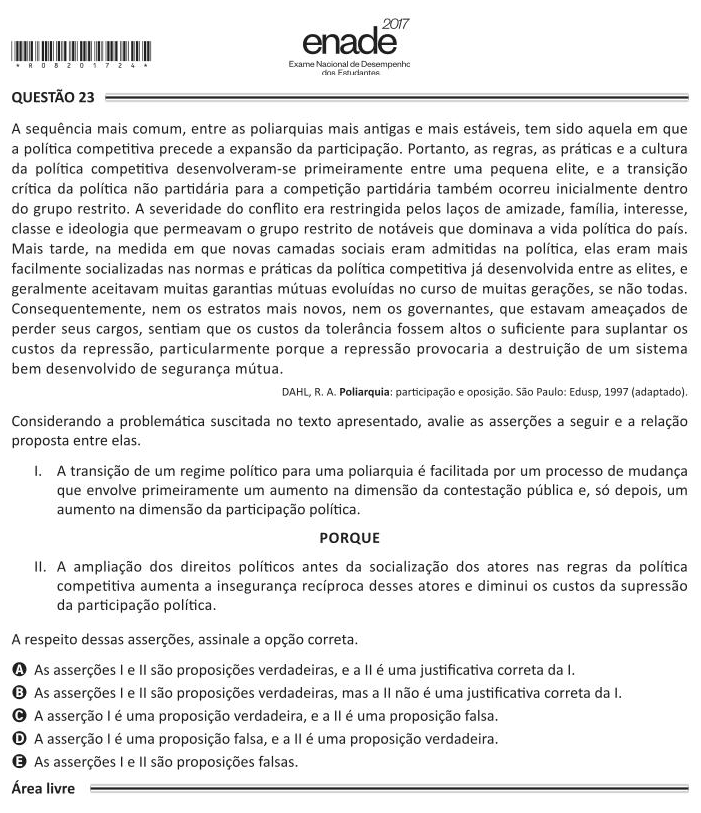 2017
enade
Exame Nacional de Desempenho
dos Estudantes
* R 0 8 2 0 1 7 2 4 *
QUESTÃO 23
A sequência mais comum, entre as poliarquias mais antigas e mais estáveis, tem sido aquela em que
a política competitiva precede a expansão da participação. Portanto, as regras, as práticas e a cultura
da política competitiva desenvolveram-se primeiramente entre uma pequena elite, e a transição
crítica da política não partidária para a competição partidária também ocorreu inicialmente dentro
do grupo restrito. A severidade do conflito era restringida pelos laços de amizade, família, interesse,
classe e ideologia que permeavam o grupo restrito de notáveis que dominava a vida política do país.
Mais tarde, na medida em que novas camadas sociais eram admitidas na política, elas eram mais
facilmente socializadas nas normas e práticas da política competitiva já desenvolvida entre as elites, e
geralmente aceitavam muitas garantias mútuas evoluídas no curso de muitas gerações, se não todas.
Consequentemente, nem os estratos mais novos, nem os governantes, que estavam ameaçados de
perder seus cargos, sentiam que os custos da tolerância fossem altos o suficiente para suplantar os
custos da repressão, particularmente porque a repressão provocaria a destruição de um sistema
bem desenvolvido de segurança mútua.
DAHL, R. A. Poliarquia: participação e oposição. São Paulo: Edusp, 1997 (adaptado).
Considerando a problemática suscitada no texto apresentado, avalie as asserções a seguir e a relação
proposta entre elas.
I. A transição de um regime político para uma poliarquia é facilitada por um processo de mudança
que envolve primeiramente um aumento na dimensão da contestação pública e, só depois, um
aumento na dimensão da participação política.
PORQUE
II. A ampliação dos direitos políticos antes da socialização dos atores nas regras da política
competitiva aumenta a insegurança recíproca desses atores e diminui os custos da supressão
da participação política.
A respeito dessas asserções, assinale a opção correta.
A As asserções I e II são proposições verdadeiras, e a II é uma justificativa correta da I.
B As asserções I e II são proposições verdadeiras, mas a II não é uma justificativa correta da I.
C A asserção I é uma proposição verdadeira, e a II é uma proposição falsa.
D A asserção I é uma proposição falsa, e a II é uma proposição verdadeira.
E As asserções I e II são proposições falsas.
Área livre